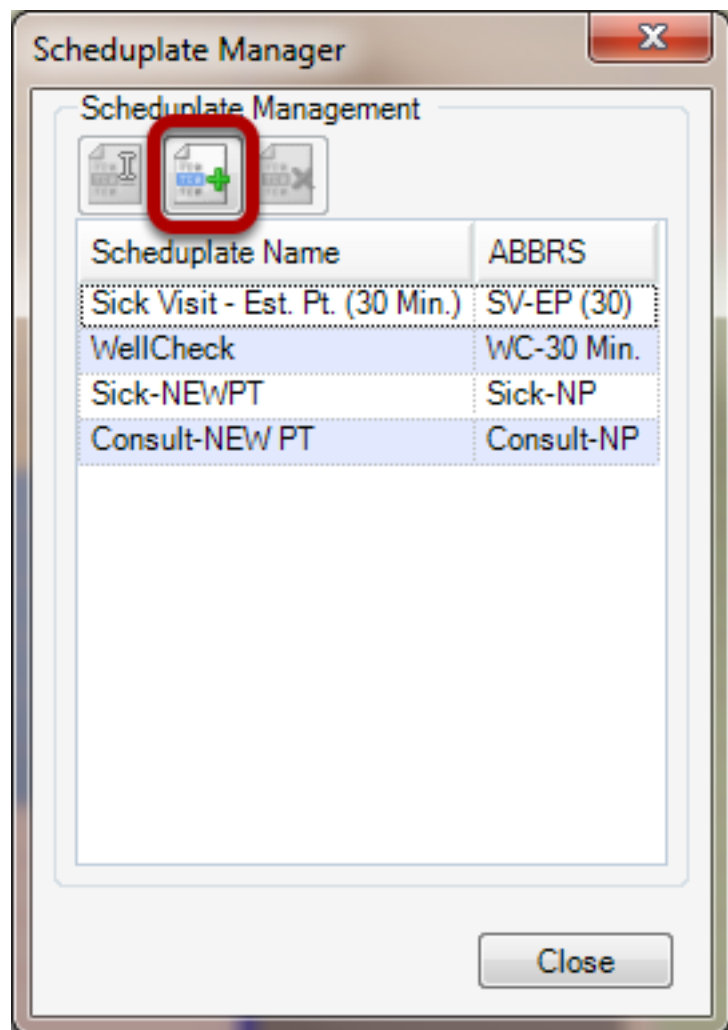 Scheduplate Manager
Scheduplate Management
Scheduplate Name ABBRS
Sick Visit - Est. Pt. (30 Min.) SV-EP (30)
WellCheck WC-30 Min.
Sick-NEWPT Sick-NP
Consult-NEW PT Consult-NP
Close